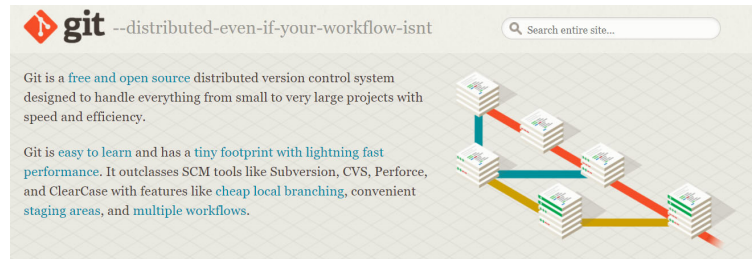 git --distributed-even-if-your-workflow-isnt
Search entire site...
Git is a free and open source distributed version control system
designed to handle everything from small to very large projects with
speed and efficiency.
Git is easy to learn and has a tiny footprint with lightning fast
performance. It outclasses SCM tools like Subversion, CVS, Perforce,
and ClearCase with features like cheap local branching, convenient
staging areas, and multiple workflows.